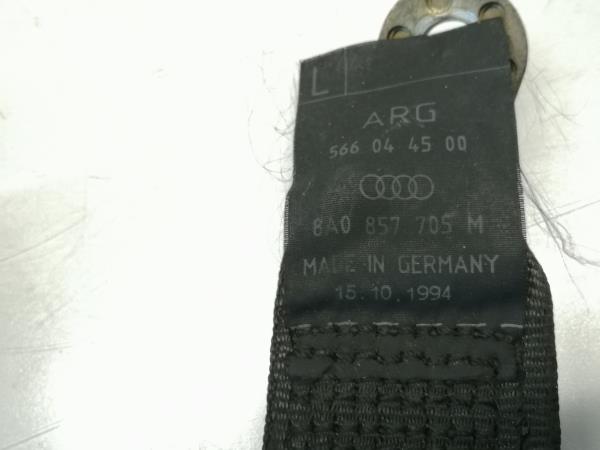 L
ARG
566 04 45 00
8A0 857 705 M
MADE IN GERMANY
15.10.1994